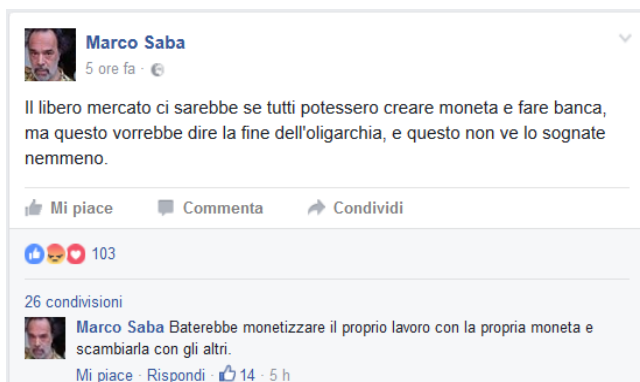 Marco Saba
5 ore fa ·
Il libero mercato ci sarebbe se tutti potessero creare moneta e fare banca,
ma questo vorrebbe dire la fine dell'oligarchia, e questo non ve lo sognate
nemmeno.
Mi piace Commenta Condividi
103
26 condivisioni
Marco Saba Baterebbe monetizzare il proprio lavoro con la propria moneta e
scambiarla con gli altri.
Mi piace · Rispondi · 14 · 5 h